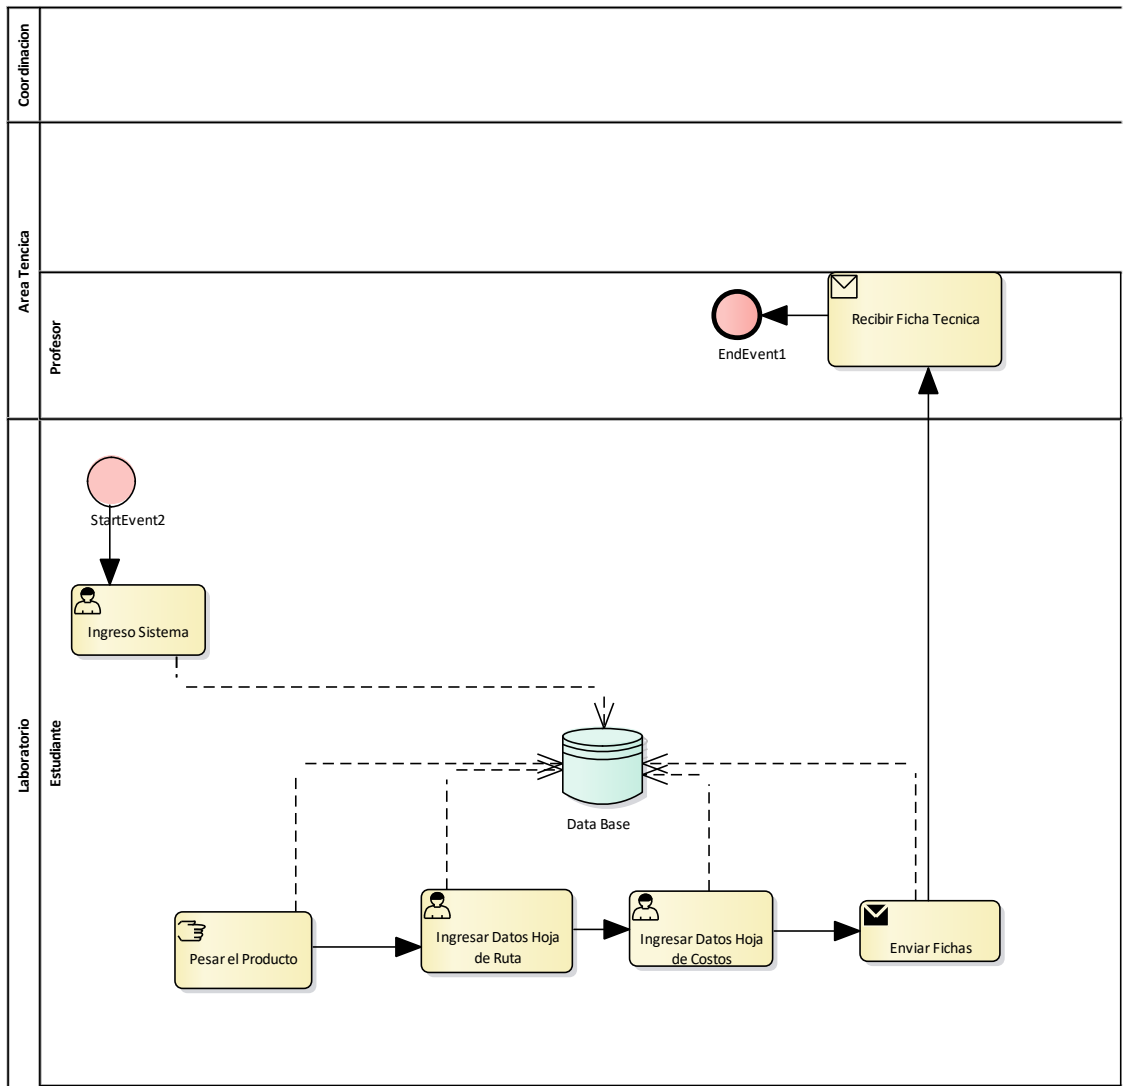 Coordinacion
Area Tencica
Profesor
Recibir Ficha Tecnica
EndEvent1
Laboratorio
Estudiante
StartEvent2
Ingreso Sistema
Data Base
Pesar el Producto
Ingresar Datos Hoja
de Ruta
Ingresar Datos Hoja
de Costos
Enviar Fichas